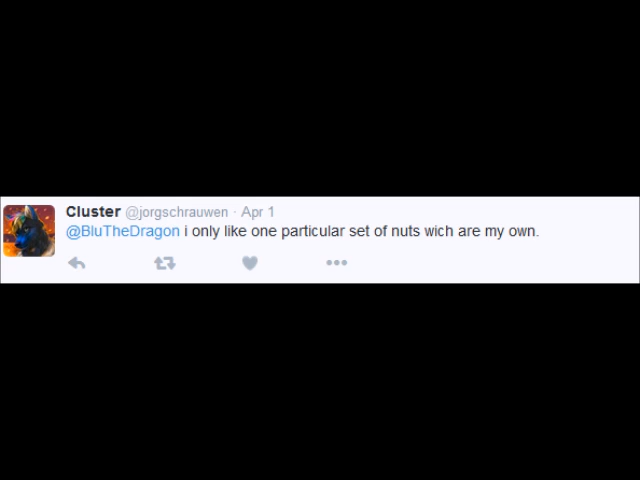 Cluster @jorgschrauwen · Apr 1
@BluTheDragon i only like one particular set of nuts wich are my own.